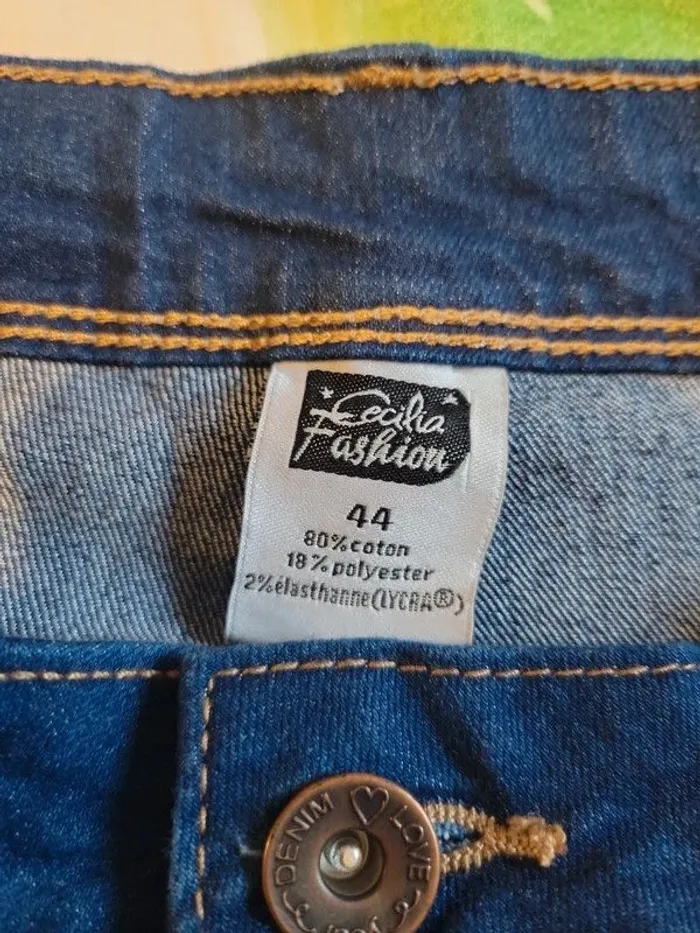 Cecilia
Fashion
44
80%coton
18%polyester
2%élasthanne(LYCRA®)
DENIM ♡ LOVE